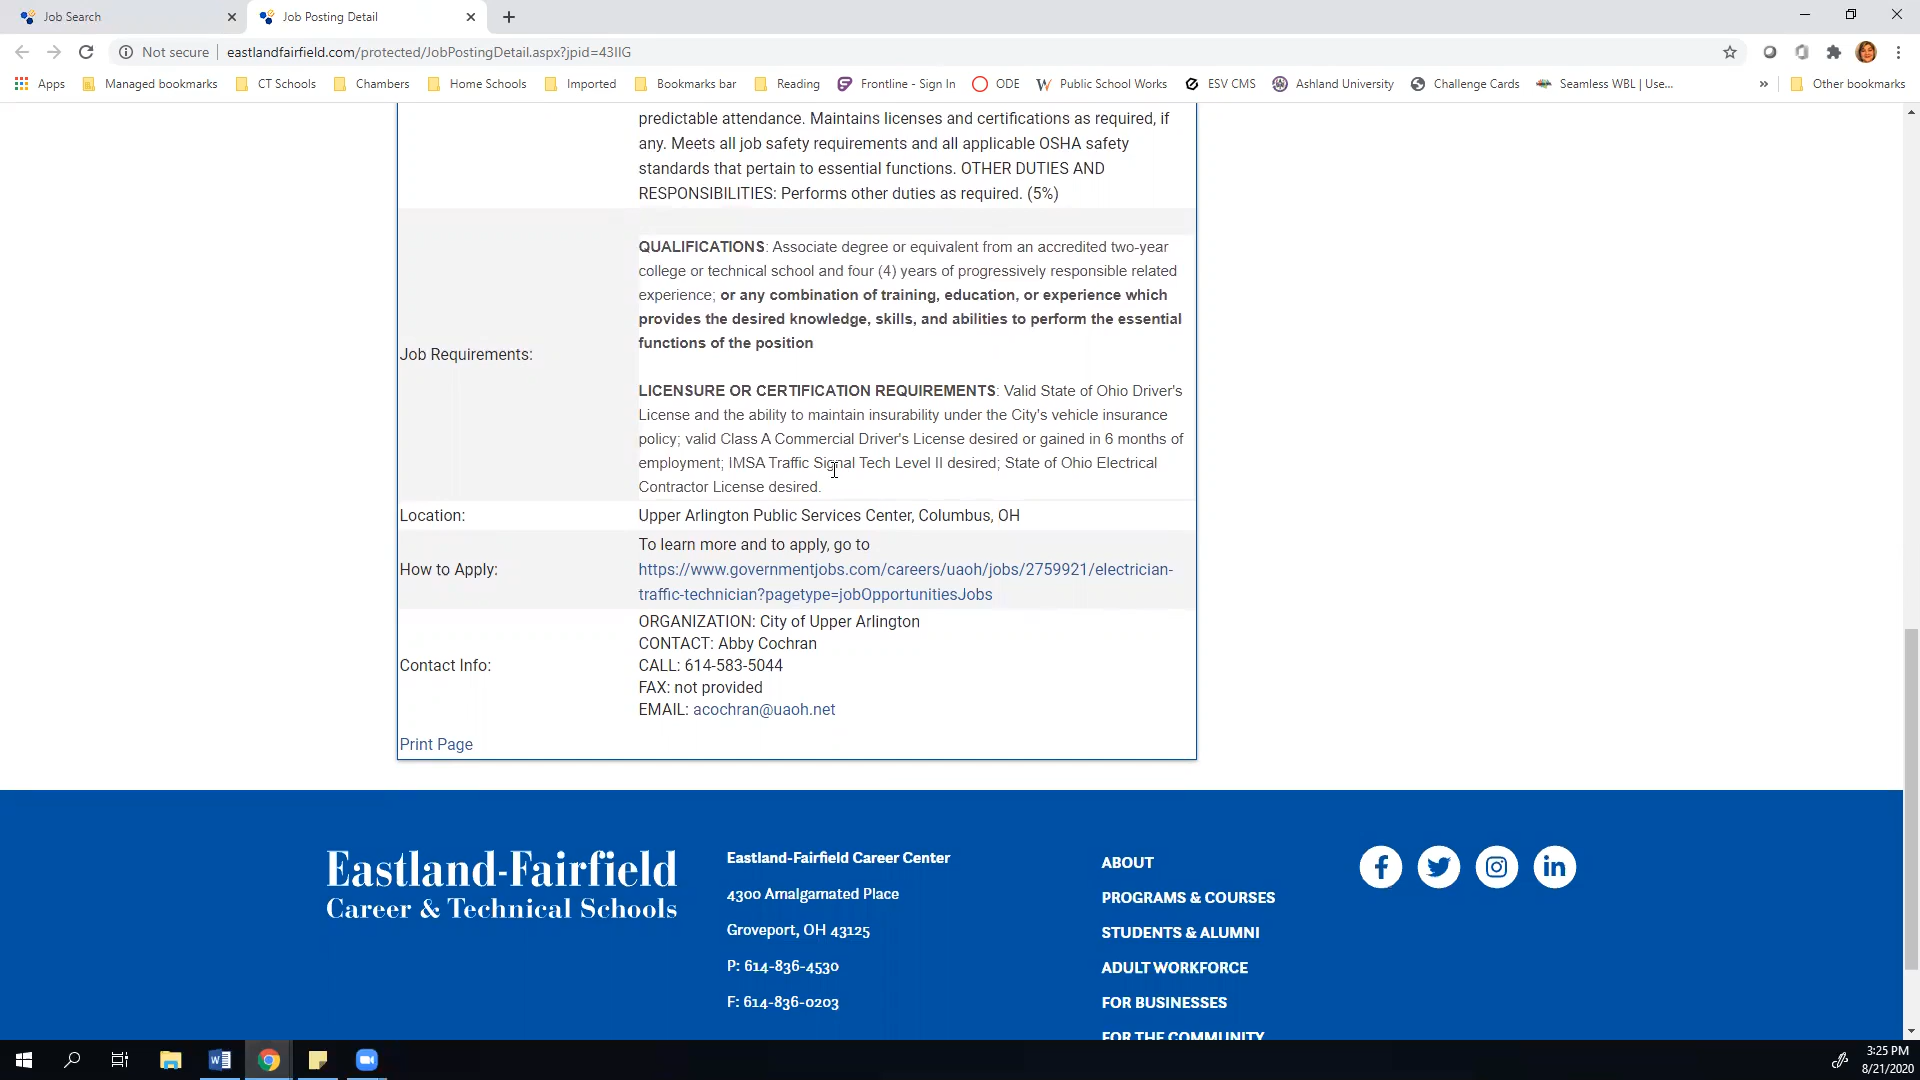 Job Search
Job Posting Detail
Not secure
eastlandfairfield.com/protected/JobPostingDetail.aspx?jpid=43IIG
Apps Managed bookmarks CT Schools Chambers Home Schools Imported Bookmarks bar Reading Frontline - Sign In ODE Public School Works ESV CMS Ashland University Challenge Cards Seamless WBL | Use... » Other bookmarks
predictable attendance. Maintains licenses and certifications as required, if
any. Meets all job safety requirements and all applicable OSHA safety
standards that pertain to essential functions. OTHER DUTIES AND
RESPONSIBILITIES: Performs other duties as required. (5%)
Job Requirements:
QUALIFICATIONS: Associate degree or equivalent from an accredited two-year
college or technical school and four (4) years of progressively responsible related
experience; or any combination of training, education, or experience which
provides the desired knowledge, skills, and abilities to perform the essential
functions of the position
LICENSURE OR CERTIFICATION REQUIREMENTS: Valid State of Ohio Driver's
License and the ability to maintain insurability under the City's vehicle insurance
policy; valid Class A Commercial Driver's License desired or gained in 6 months of
employment; IMSA Traffic Signal Tech Level II desired; State of Ohio Electrical
Contractor License desired.
Location:
Upper Arlington Public Services Center, Columbus, OH
How to Apply:
To learn more and to apply, go to
https://www.governmentjobs.com/careers/uaoh/jobs/2759921/electrician-
traffic-technician?pagetype=jobOpportunitiesJobs
Contact Info:
ORGANIZATION: City of Upper Arlington
CONTACT: Abby Cochran
CALL: 614-583-5044
FAX: not provided
EMAIL: acochran@uaoh.net
Print Page
Eastland-Fairfield
Career & Technical Schools
Eastland-Fairfield Career Center
4300 Amalgamated Place
Groveport, OH 43125
P: 614-836-4530
F: 614-836-0203
ABOUT
PROGRAMS & COURSES
STUDENTS & ALUMNI
ADULT WORKFORCE
FOR BUSINESSES
FOR THE COMMUNITY
3:25 PM
8/21/2020